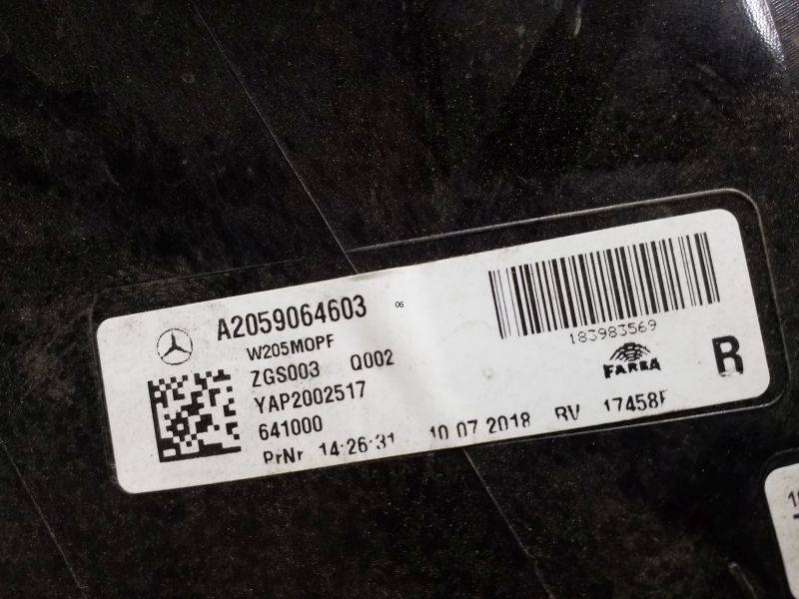 A2059064603 06
W205MOPF
ZGS003 Q002
YAP2002517
641000
PrNr 14:26:31 10.07.2018 RV 17458F
183983569
FARBA
R